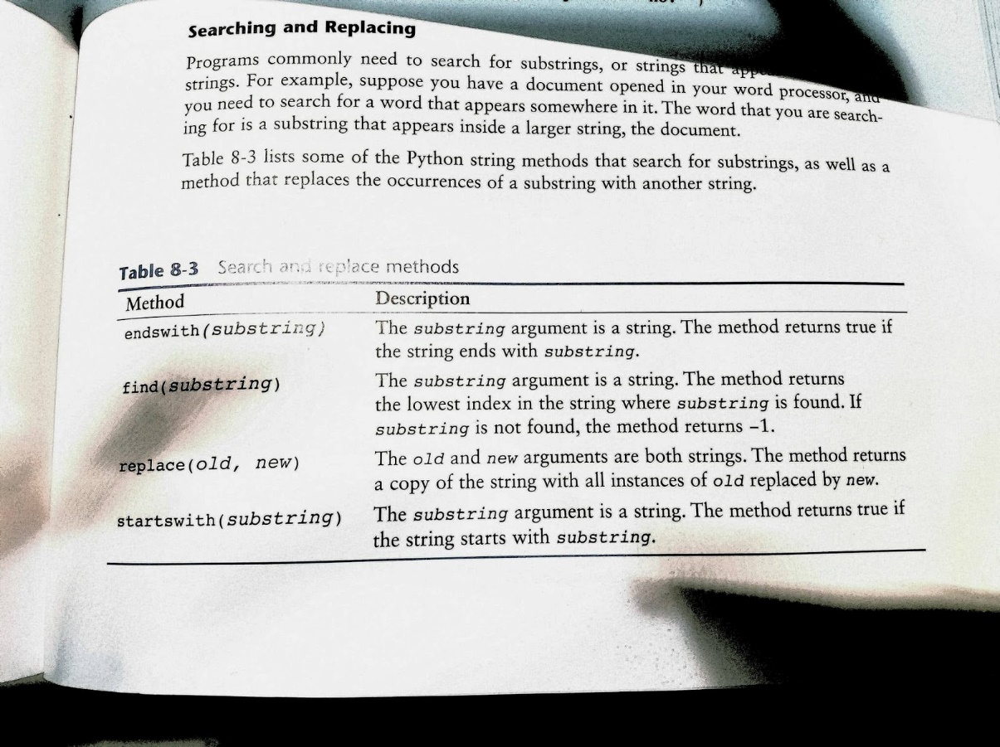 Searching and Replacing
Programs commonly need to search for substrings, or strings that
strings. For example, suppose you have a document opened in your word processor, and
you need to search for a word that appears somewhere in it. The word that you are search-
ing for is a substring that appears inside a larger string, the document.
Table 8-3 lists some of the Python string methods that search for substrings, as well as a
method that replaces the occurrences of a substring with another string.
Table 8-3 Search and replace methods
Method Description
endswith(substring) The substring argument is a string. The method returns true if
the string ends with substring.
find(substring) The substring argument is a string. The method returns
the lowest index in the string where substring is found. If
substring is not found, the method returns −1.
replace(old, new) The old and new arguments are both strings. The method returns
a copy of the string with all instances of old replaced by new.
startswith(substring) The substring argument is a string. The method returns true if
the string starts with substring.